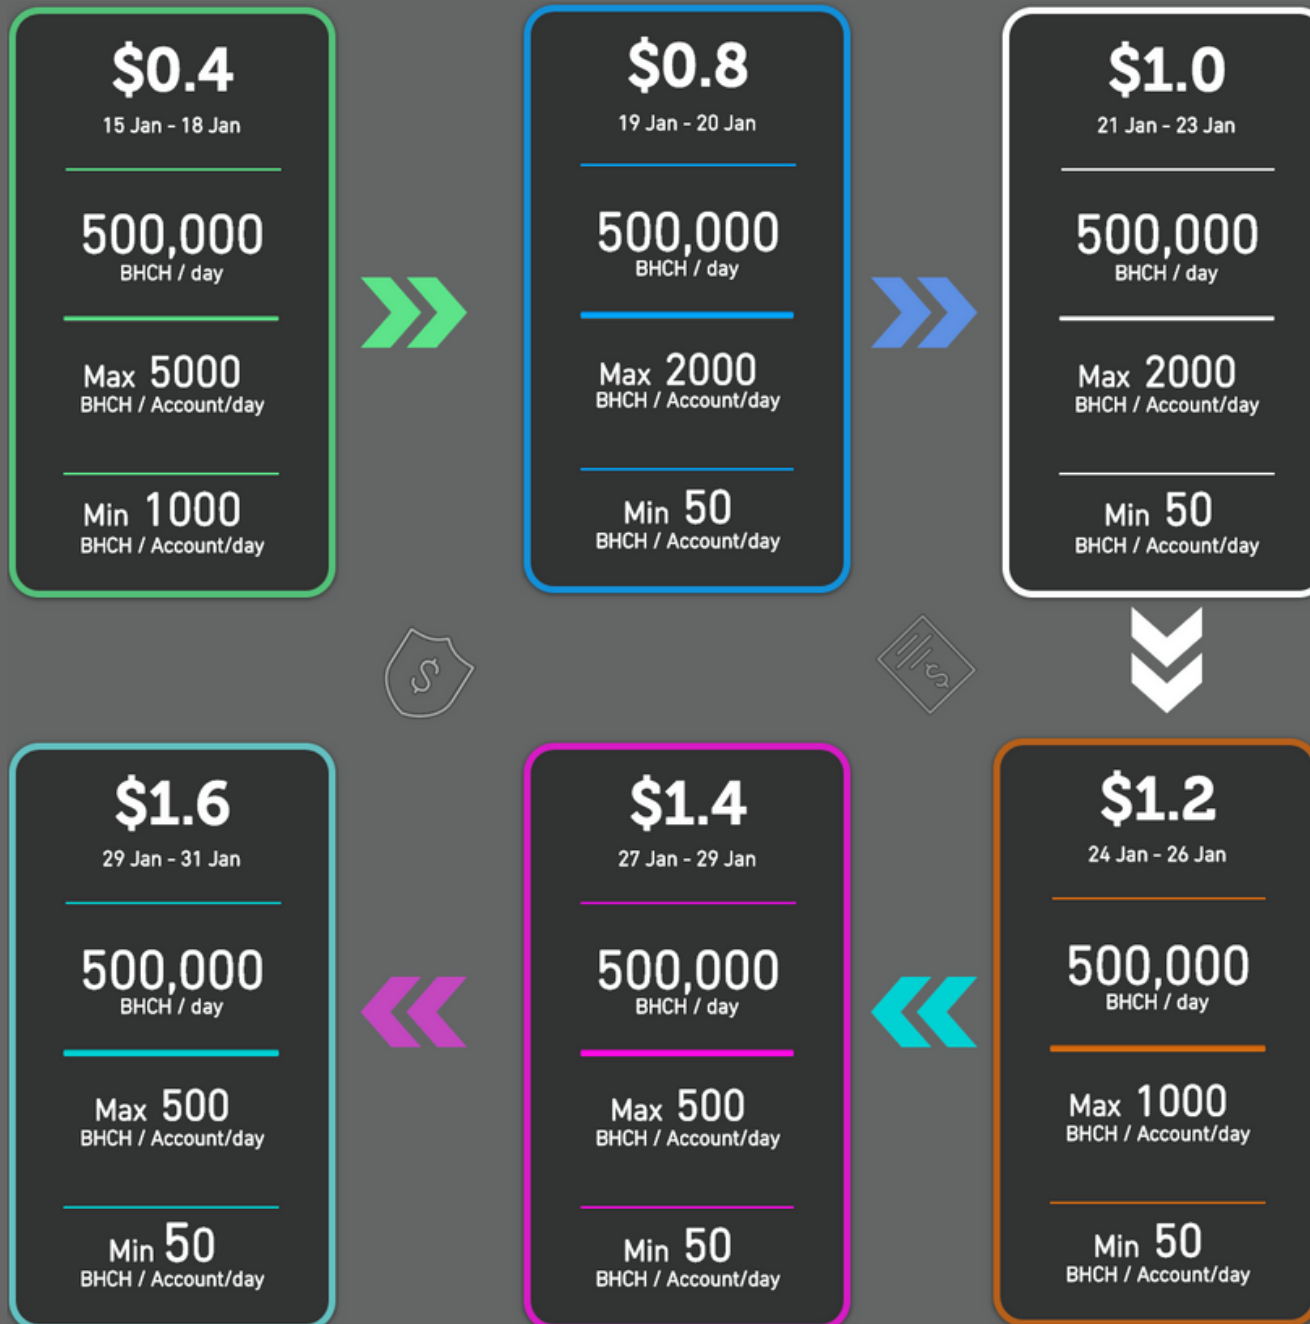 $0.4
15 Jan - 18 Jan
500,000
BHCH / day
Max 5000
BHCH / Account/day
Min 1000
BHCH / Account/day
$0.8
19 Jan - 20 Jan
500,000
BHCH / day
Max 2000
BHCH / Account/day
Min 50
BHCH / Account/day
$1.0
21 Jan - 23 Jan
500,000
BHCH / day
Max 2000
BHCH / Account/day
Min 50
BHCH / Account/day
$
$
$1.2
24 Jan - 26 Jan
500,000
BHCH / day
Max 1000
BHCH / Account/day
Min 50
BHCH / Account/day
$1.4
27 Jan - 29 Jan
500,000
BHCH / day
Max 500
BHCH / Account/day
Min 50
BHCH / Account/day
$1.6
29 Jan - 31 Jan
500,000
BHCH / day
Max 500
BHCH / Account/day
Min 50
BHCH / Account/day